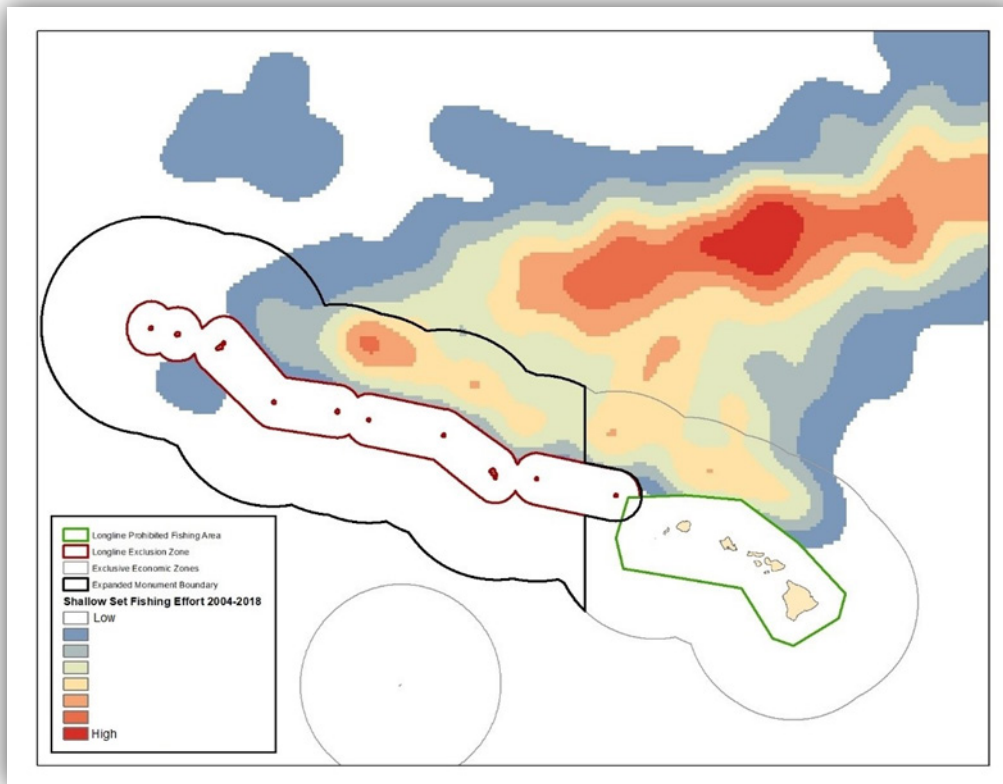 Longline Prohibited Fishing Area
Longline Exclusion Zone
Exclusive Economic Zones
Expanded Monument Boundary
Shallow Set Fishing Effort 2004-2018
Low
High